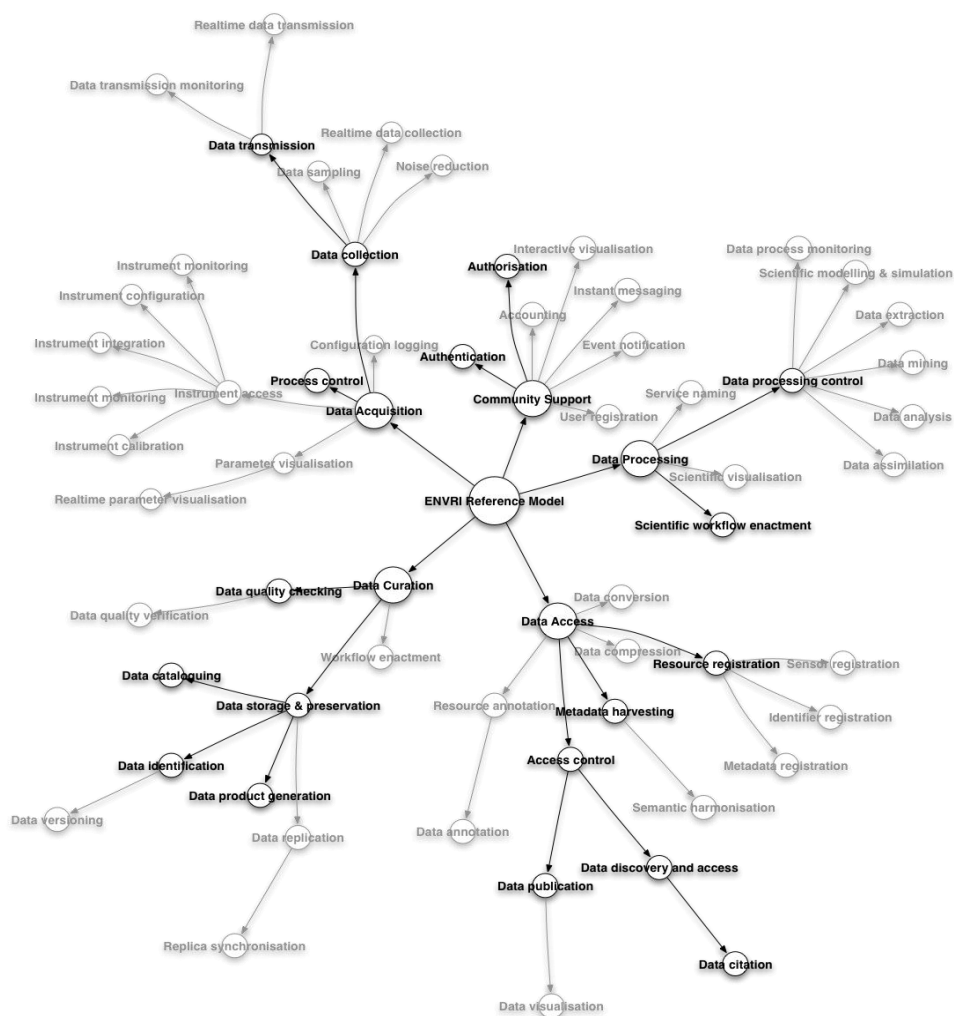 Realtime data transmission
Data transmission monitoring
Realtime data collection
Data transmission
Noise reduction
Data sampling
Interactive visualisation
Data process monitoring
Data collection
Authorisation
Instrument monitoring
Scientific modelling & simulation
Instrument configuration
Instant messaging
Accounting
Data extraction
Instrument integration
Configuration logging
Event notification
Authentication
Data mining
Process control
Data processing control
Instrument monitoring
Instrument access
Service naming
Community Support
Data Acquisition
User registration
Data analysis
Instrument calibration
Data Processing
Parameter visualisation
Data assimilation
Scientific visualisation
Realtime parameter visualisation
ENVRI Reference Model
Scientific workflow enactment
Data Curation
Data quality checking
Data conversion
Data quality verification
Data Access
Data compression
Workflow enactment
Resource registration
Sensor registration
Data cataloguing
Data storage & preservation
Resource annotation
Metadata harvesting
Identifier registration
Access control
Data identification
Metadata registration
Data product generation
Semantic harmonisation
Data versioning
Data annotation
Data replication
Data discovery and access
Data publication
Replica synchronisation
Data citation
Data visualisation